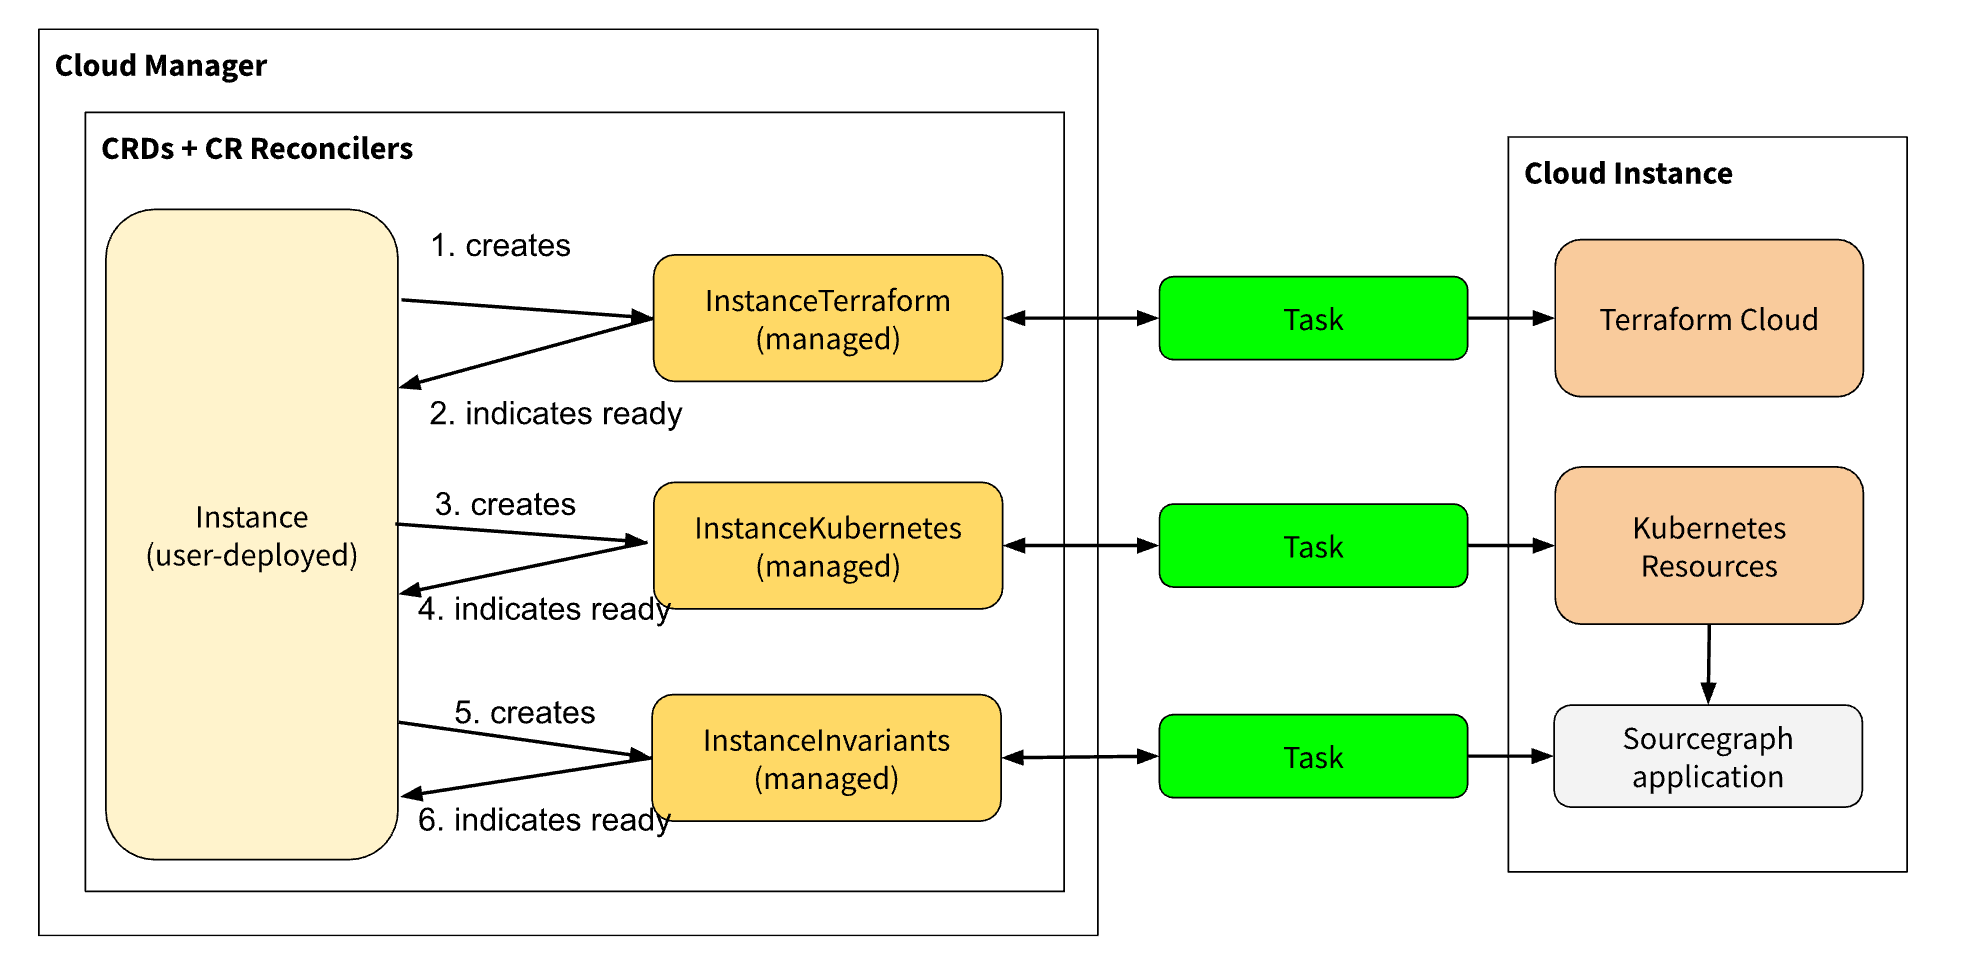 Cloud Manager
CRDs + CR Reconcilers
Cloud Instance
Instance
(user-deployed)
1. creates
2. indicates ready
3. creates
4. indicates ready
5. creates
6. indicates ready
InstanceTerraform
(managed)
InstanceKubernetes
(managed)
InstanceInvariants
(managed)
Task
Task
Task
Terraform Cloud
Kubernetes
Resources
Sourcegraph
application